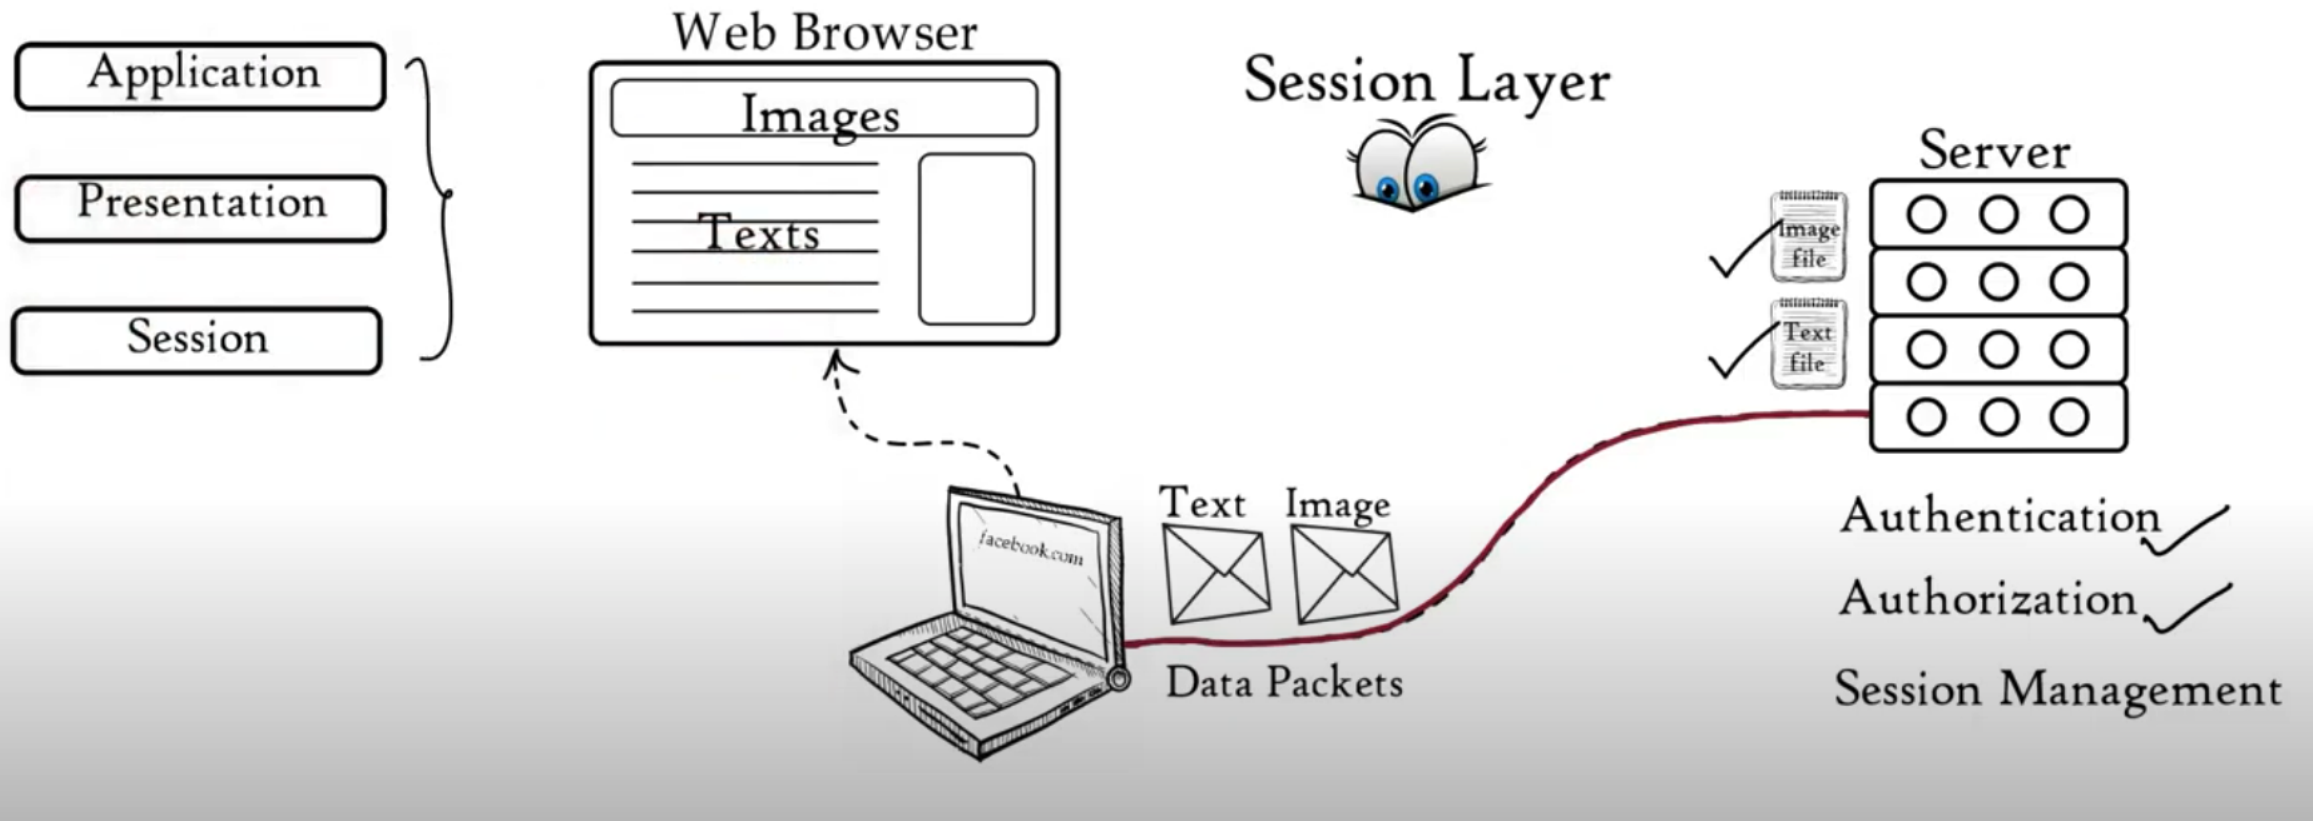 Application
Presentation
Session
Web Browser
Images
Texts
Session Layer
Server
Image
file
Text
file
facebook.com
Text
Image
Data Packets
Authentication
Authorization
Session Management